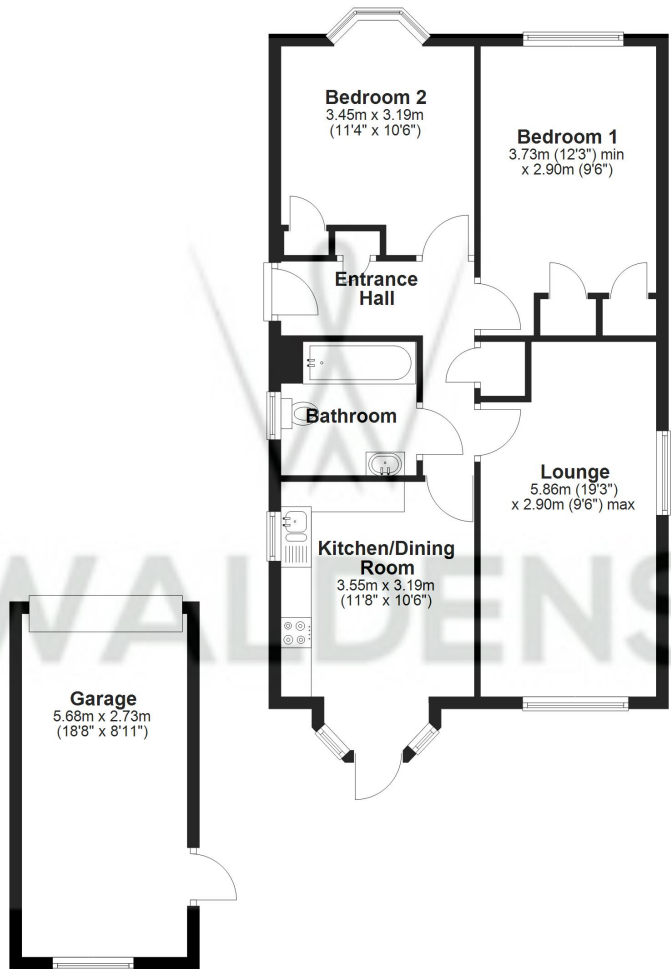 Bedroom 2
3.45m x 3.19m
(11'4" x 10'6")
Bedroom 1
3.73m (12'3") min
x 2.90m (9'6")
Entrance
Hall
Bathroom
Lounge
5.86m (19'3")
x 2.90m (9'6") max
Kitchen/Dining
Room
3.55m x 3.19m
(11'8" x 10'6")
WALDENS
Garage
5.68m x 2.73m
(18'8" x 8'11")